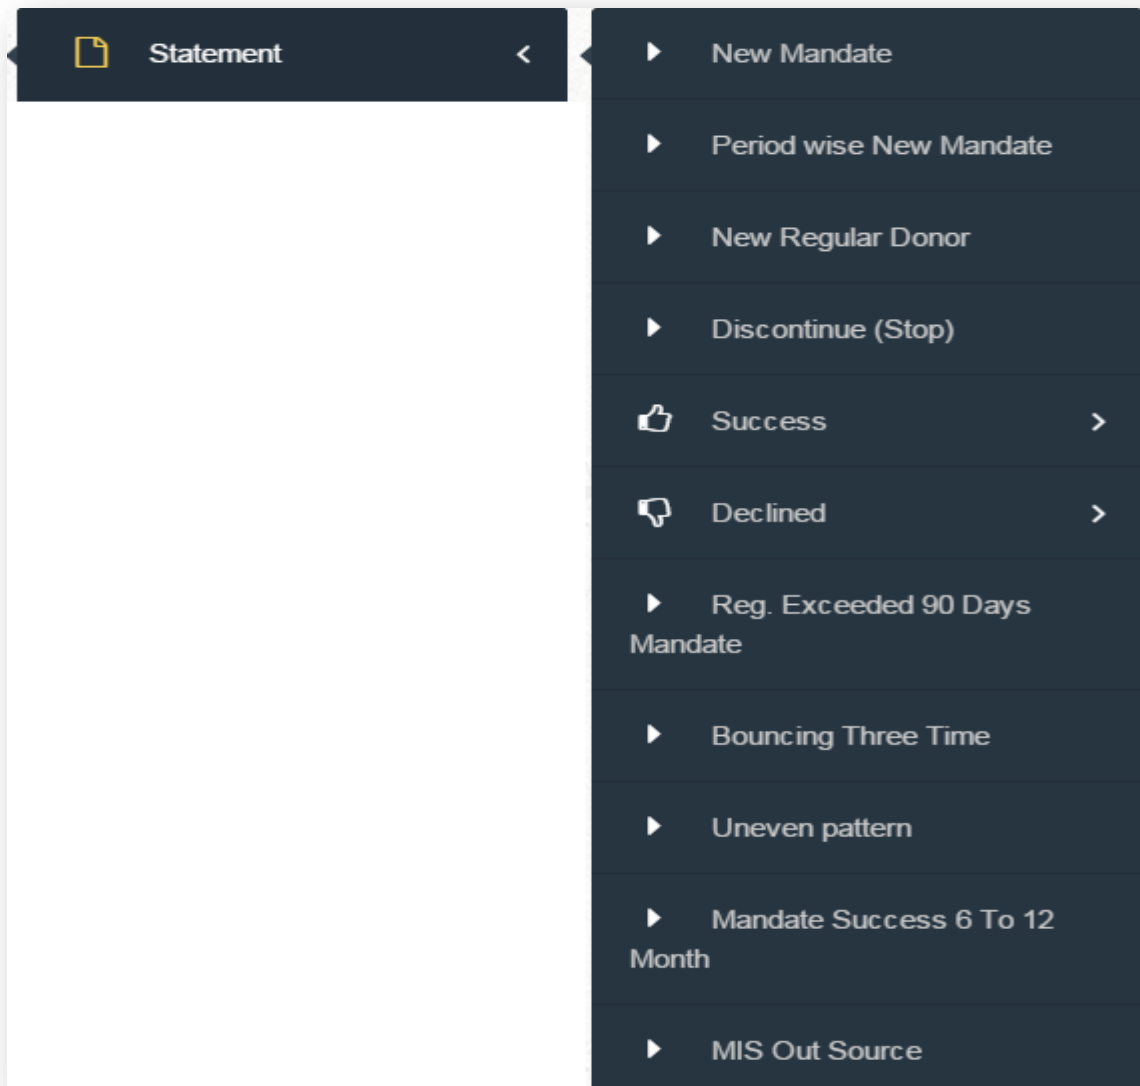 Statement
New Mandate
Period wise New Mandate
New Regular Donor
Discontinue (Stop)
Success
Declined
Reg. Exceeded 90 Days
Mandate
Bouncing Three Time
Uneven pattern
Mandate Success 6 To 12
Month
MIS Out Source